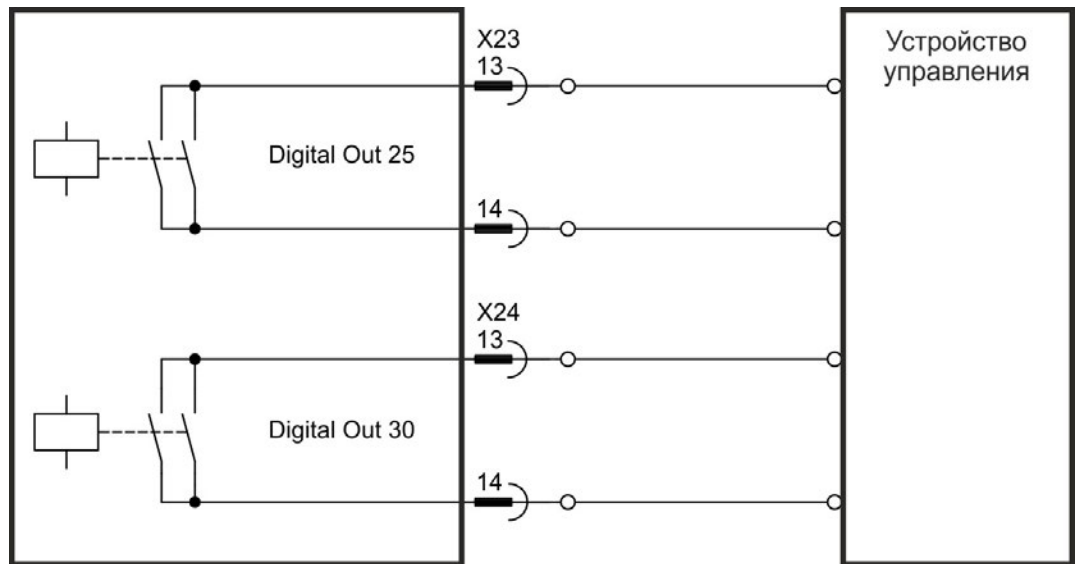 X23
13
Устройство
управления
Digital Out 25
14
X24
13
Digital Out 30
14